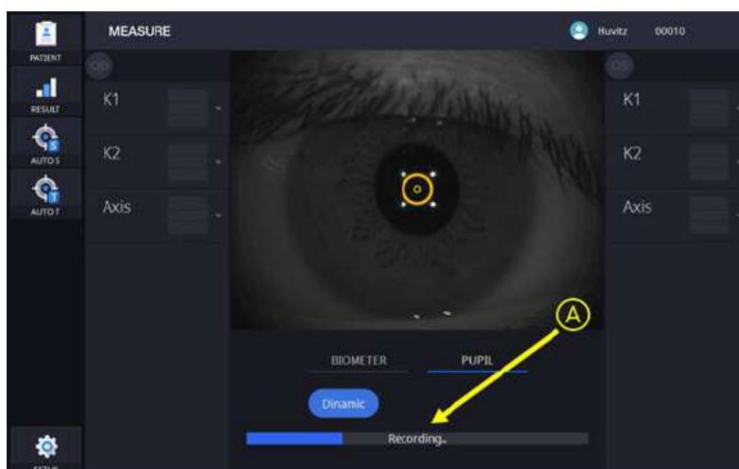 MEASURE
Huvitz 00010
PATIENT
RESULT
AUTO S
AUTO T
OD
K1
K2
Axis
OS
K1
K2
Axis
S
T
A
BIOMETER PUPIL
Dinamic
Recording..
SETUP